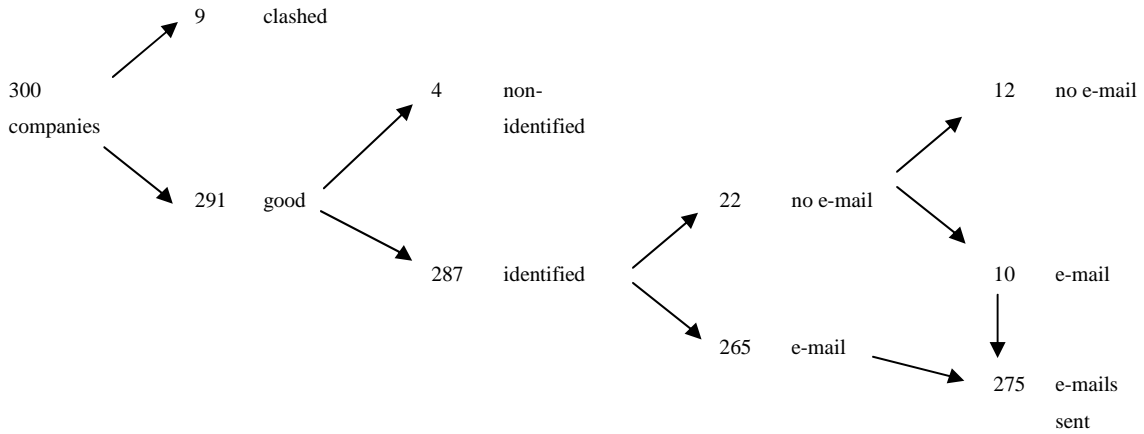 9 clashed
300
companies
4 non-
identified
12 no e-mail
291 good
22 no e-mail
287 identified
10 e-mail
265 e-mail
275 e-mails
sent